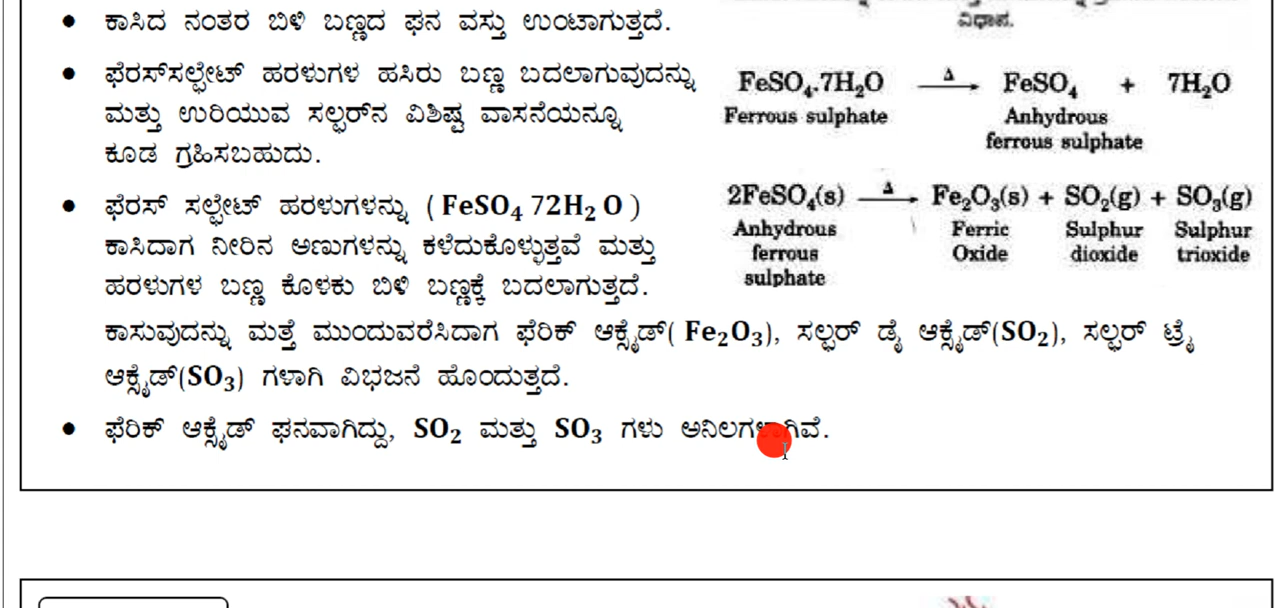 ಕಾಸಿದ ನಂತರ ಬಿಳಿ ಬಣ್ಣದ ಘನ ವಸ್ತು ಉಂಟಾಗುತ್ತದೆ.
ವಿಧಾನ.
ಫೆರಸ್‌ಸಲ್ಫೇಟ್ ಹರಳುಗಳ ಹಸಿರು ಬಣ್ಣ ಬದಲಾಗುವುದನ್ನು
ಮತ್ತು ಉರಿಯುವ ಸಲ್ಫರ್‌ನ ವಿಶಿಷ್ಟ ವಾಸನೆಯನ್ನೂ
ಕೂಡ ಗ್ರಹಿಸಬಹುದು.
ಫೆರಸ್ ಸಲ್ಫೇಟ್ ಹರಳುಗಳನ್ನು ( FeSO₄ 72H₂ O )
ಕಾಸಿದಾಗ ನೀರಿನ ಅಣುಗಳನ್ನು ಕಳೆದುಕೊಳ್ಳುತ್ತವೆ ಮತ್ತು
ಹರಳುಗಳ ಬಣ್ಣ ಕೊಳಕು ಬಿಳಿ ಬಣ್ಣಕ್ಕೆ ಬದಲಾಗುತ್ತದೆ.
FeSO₄.7H₂O —Δ→ FeSO₄ + 7H₂O
Ferrous sulphate Anhydrous
ferrous sulphate
2FeSO₄(s) —Δ→ Fe₂O₃(s) + SO₂(g) + SO₃(g)
Anhydrous Ferric Sulphur Sulphur
ferrous Oxide dioxide trioxide
sulphate
ಕಾಸುವುದನ್ನು ಮತ್ತೆ ಮುಂದುವರೆಸಿದಾಗ ಫೆರಿಕ್ ಆಕ್ಸೈಡ್( Fe₂O₃), ಸಲ್ಫರ್ ಡೈ ಆಕ್ಸೈಡ್(SO₂), ಸಲ್ಫರ್ ಟ್ರೈ
ಆಕ್ಸೈಡ್(SO₃) ಗಳಾಗಿ ವಿಭಜನೆ ಹೊಂದುತ್ತದೆ.
ಫೆರಿಕ್ ಆಕ್ಸೈಡ್ ಘನವಾಗಿದ್ದು, SO₂ ಮತ್ತು SO₃ ಗಳು ಅನಿಲಗಳಾಗಿವೆ.